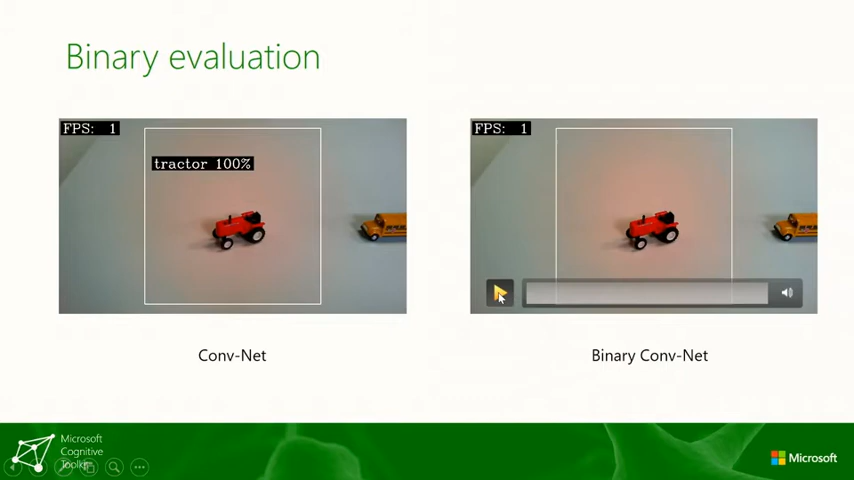 Binary evaluation
FPS: 1
tractor 100%
FPS: 1
Conv-Net
Binary Conv-Net
Microsoft
Cognitive
Toolkit
Microsoft